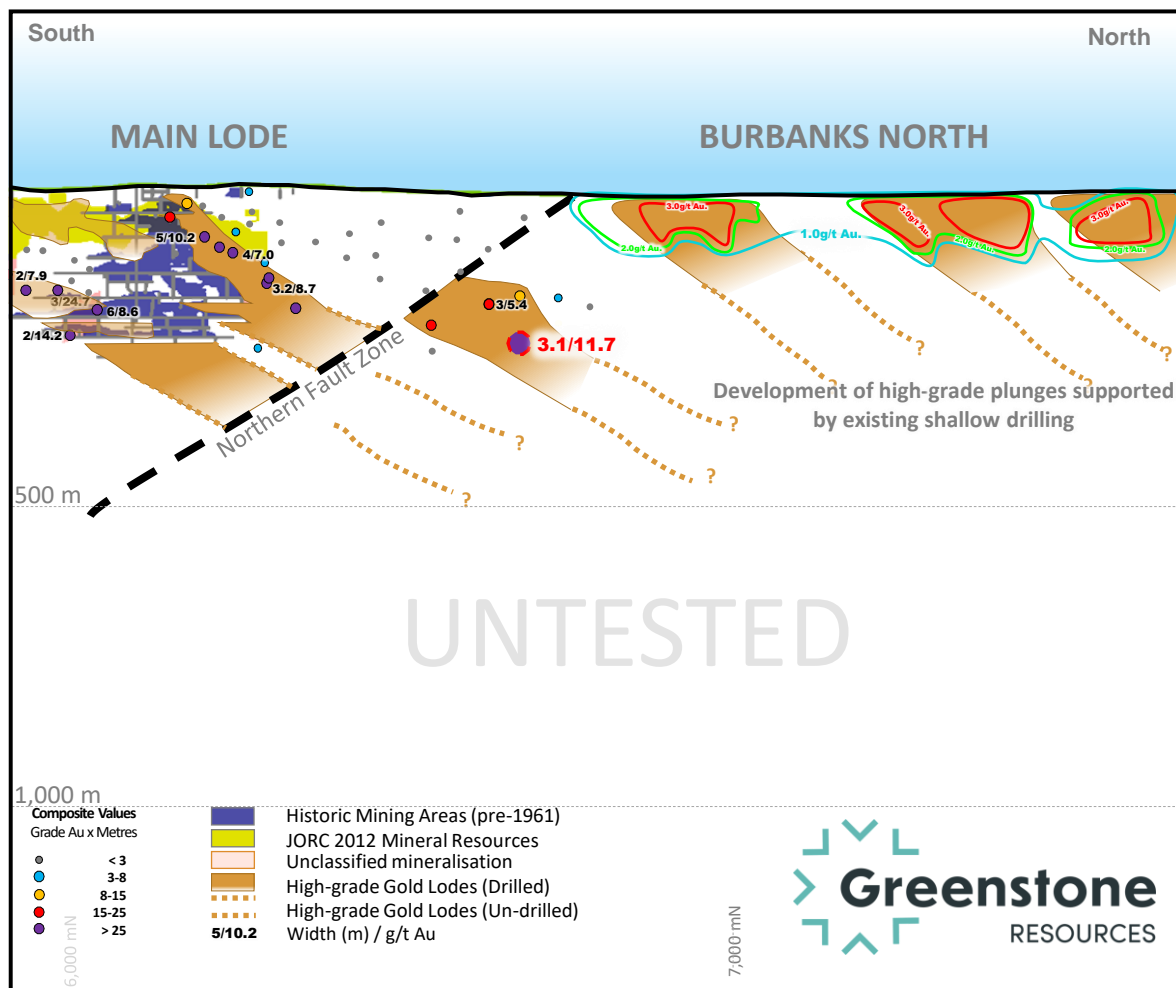 South
North
MAIN LODE
BURBANKS NORTH
3.0g/t Au.
3.0g/t Au.
3.0g/t Au.
5/10.2
4/7.0
2.0g/t Au.
1.0g/t Au.
2.0g/t Au.
2.0g/t Au.
2/7.9
3/24.7
3.2/8.7
6/8.6
3/5.4
2/14.2
3.1/11.7
Northern Fault Zone
?
?
?
?
?
?
?
?
?
Development of high-grade plunges supported
by existing shallow drilling
500 m
UNTESTED
1,000 m
Composite Values
Grade Au x Metres
< 3
3-8
8-15
15-25
> 25
Historic Mining Areas (pre-1961)
JORC 2012 Mineral Resources
Unclassified mineralisation
High-grade Gold Lodes (Drilled)
High-grade Gold Lodes (Un-drilled)
5/10.2 Width (m) / g/t Au
6,000 mN
7,000 mN
Greenstone
RESOURCES